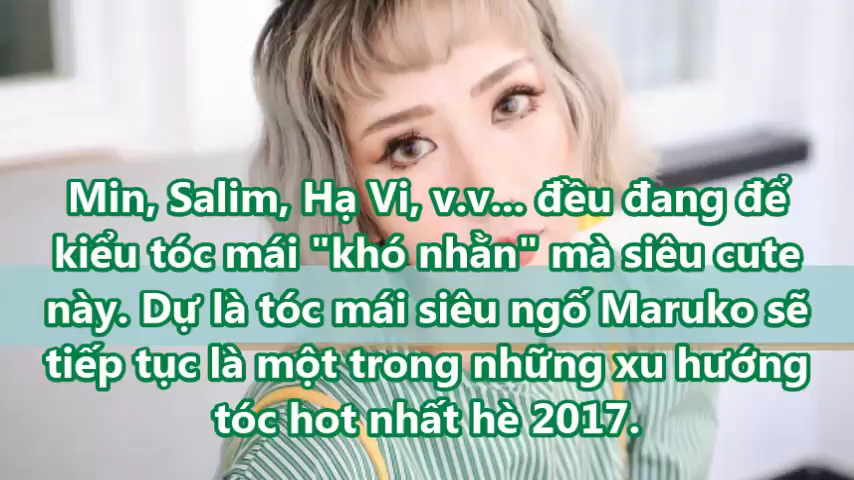 Min, Salim, Hạ Vi, v.v... đều đang để
kiểu tóc mái "khó nhằn" mà siêu cute
này. Dự là tóc mái siêu ngố Maruko sẽ
tiếp tục là một trong những xu hướng
tóc hot nhất hè 2017.